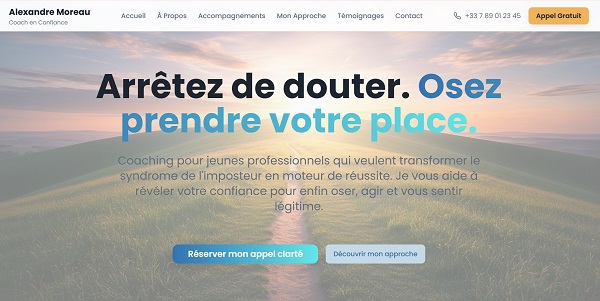 Alexandre Moreau
Coach en Confiance
Accueil À Propos Accompagnements Mon Approche Témoignages Contact
+33 7 89 01 23 45
Appel Gratuit
Arrêtez de douter. Osez
prendre votre place.
Coaching pour jeunes professionnels qui veulent transformer le
syndrome de l'imposteur en moteur de réussite. Je vous aide à
révéler votre confiance pour enfin oser, agir et vous sentir
légitime.
Réserver mon appel clarté
Découvrir mon approche